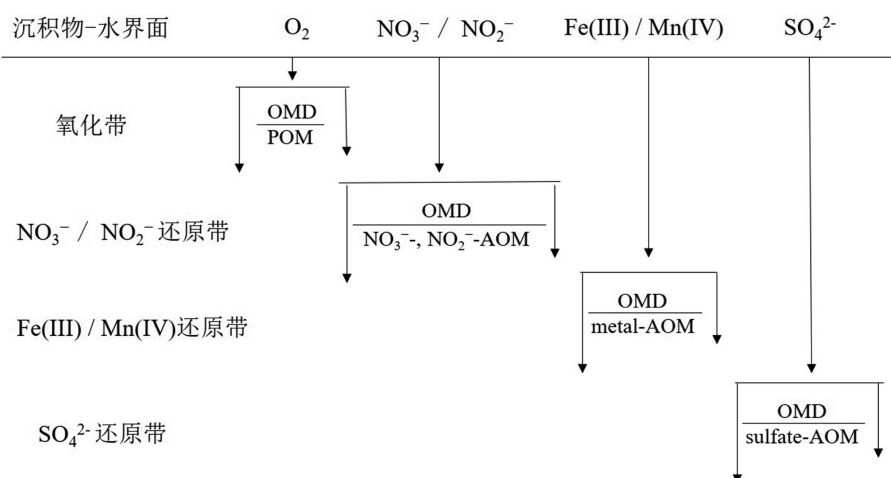 沉积物-水界面 O₂ NO₃⁻ / NO₂⁻ Fe(III) / Mn(IV) SO₄²⁻
氧化带
OMD
POM
NO₃⁻ / NO₂⁻ 还原带
OMD
NO₃⁻-, NO₂⁻-AOM
Fe(III) / Mn(IV)还原带
OMD
metal-AOM
SO₄²⁻ 还原带
OMD
sulfate-AOM